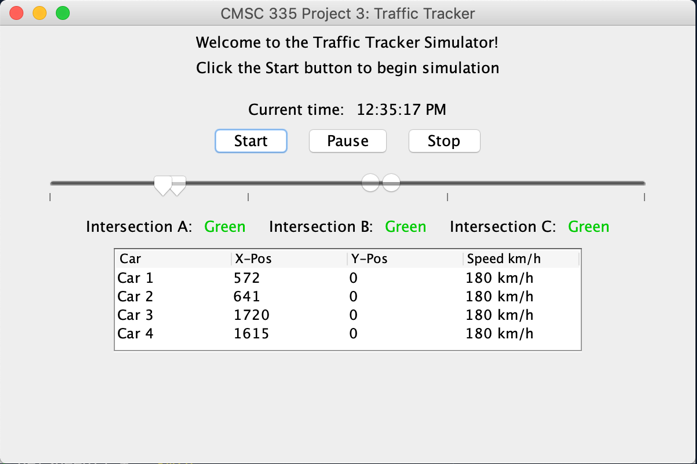 CMSC 335 Project 3: Traffic Tracker
Welcome to the Traffic Tracker Simulator!
Click the Start button to begin simulation
Current time: 12:35:17 PM
Start Pause Stop
Intersection A: Green Intersection B: Green Intersection C: Green
Car X-Pos Y-Pos Speed km/h
Car 1 572 0 180 km/h
Car 2 641 0 180 km/h
Car 3 1720 0 180 km/h
Car 4 1615 0 180 km/h